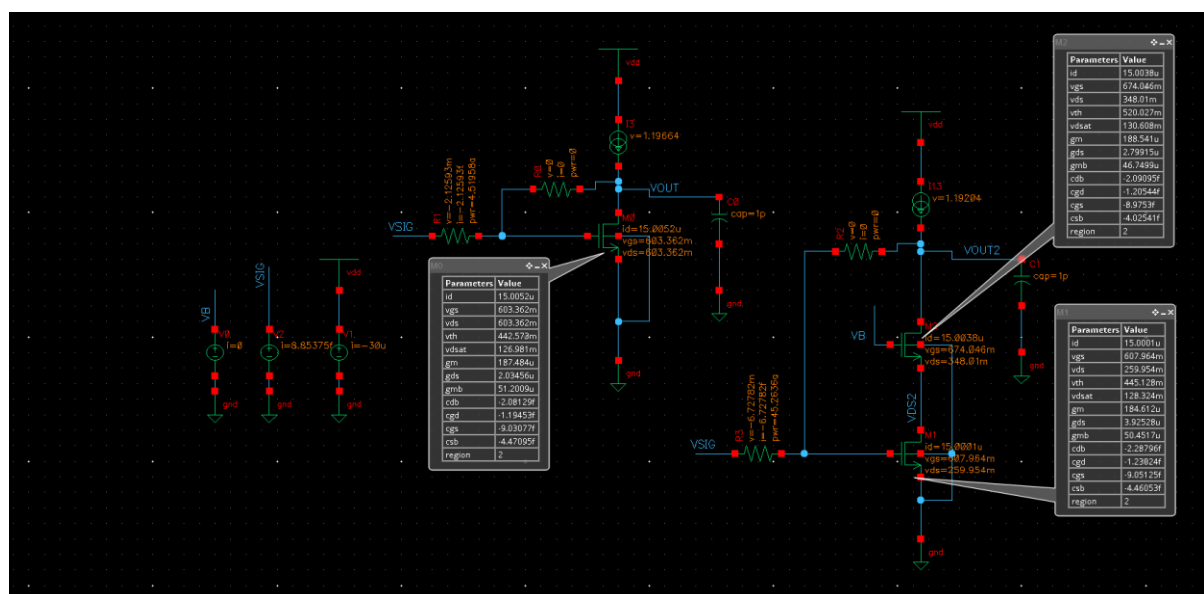 vdd
I3
v=1.19664
R0
v=0
i=0
pwr=0
VOUT
R1
v=-2.12593m
i=-2.12593f
pwr=4.51958a
VSIG
M0
id=15.0052u
vgs=603.362m
vds=603.362m
C0
cap=1p
gnd
gnd
M0
Parameters Value
id 15.0052u
vgs 603.362m
vds 603.362m
vth 442.573m
vdsat 126.981m
gm 187.484u
gds 2.03456u
gmb 51.2009u
cdb -2.08129f
cgd -1.19453f
cgs -9.03077f
csb -4.47095f
region 2
VB
V0
i=0
gnd
VSIG
i=8.85375f
gnd
vdd
V1
i=-30u
gnd
vdd
I13
v=1.19204
R2
v=0
i=0
pwr=0
VOUT2
C1
cap=1p
gnd
VB
id=15.0038u
vgs=674.046m
vds=348.01m
VDS2
R3
v=-6.72782m
i=-6.72782f
pwr=45.2636a
VSIG
M1
id=15.0001u
vgs=607.964m
vds=259.954m
gnd
M2
Parameters Value
id 15.0038u
vgs 674.046m
vds 348.01m
vth 520.027m
vdsat 130.608m
gm 188.541u
gds 2.79915u
gmb 46.7499u
cdb -2.09095f
cgd -1.20544f
cgs -8.9753f
csb -4.02541f
region 2
M1
Parameters Value
id 15.0001u
vgs 607.964m
vds 259.954m
vth 445.128m
vdsat 128.324m
gm 184.612u
gds 3.92528u
gmb 50.4517u
cdb -2.28796f
cgd -1.23824f
cgs -9.05125f
csb -4.46053f
region 2